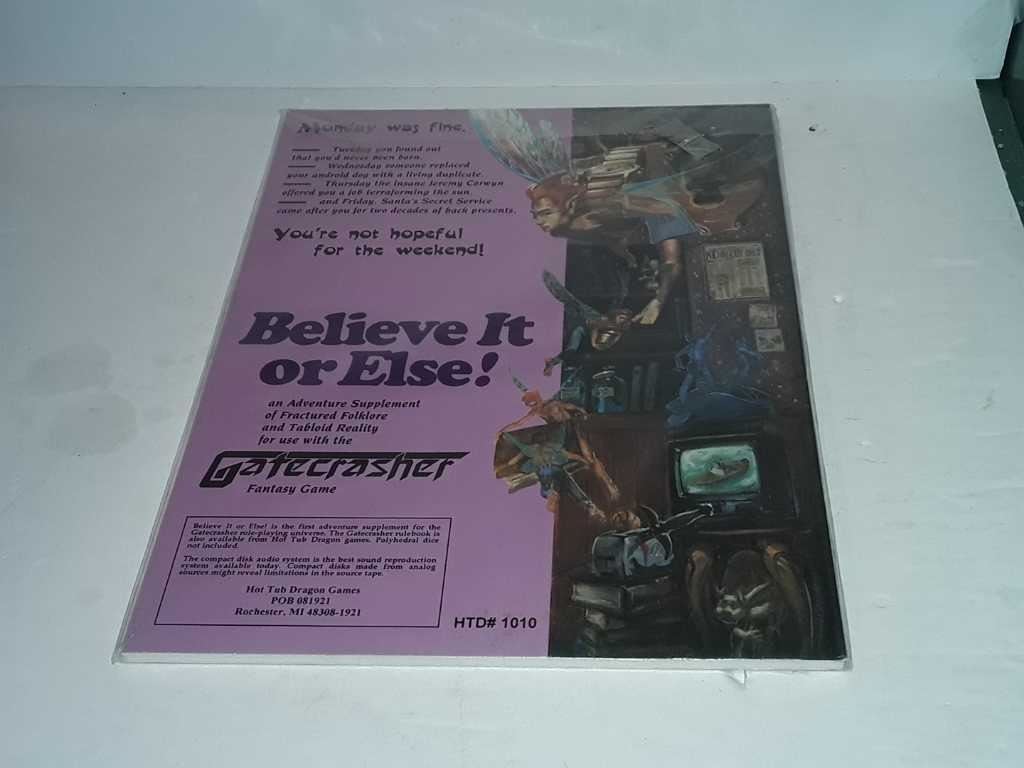 Monday was fine.
Tuesday you found out
that you'd never been born.
Wednesday someone replaced
your android dog with a living duplicate.
Thursday the insane Jeremy Corwyn
offered you a job terraforming the sun.
and Friday, Santa's Secret Service
came after you for two decades of back presents.
You're not hopeful
for the weekend!
Believe It
or Else!
an Adventure Supplement
of Fractured Folklore
and Tabloid Reality
for use with the
Gatecrasher
Fantasy Game
Believe It or Else! is the first adventure supplement for the
Gatecrasher role-playing universe. The Gatecrasher rulebook is
also available from Hot Tub Dragon games. Polyhedral dice
not included.
The compact disk audio system is the best sound reproduction
system available today. Compact disks made from analog
sources might reveal limitations in the source tape.
Hot Tub Dragon Games
POB 081921
Rochester, MI 48308-1921
HTD# 1010